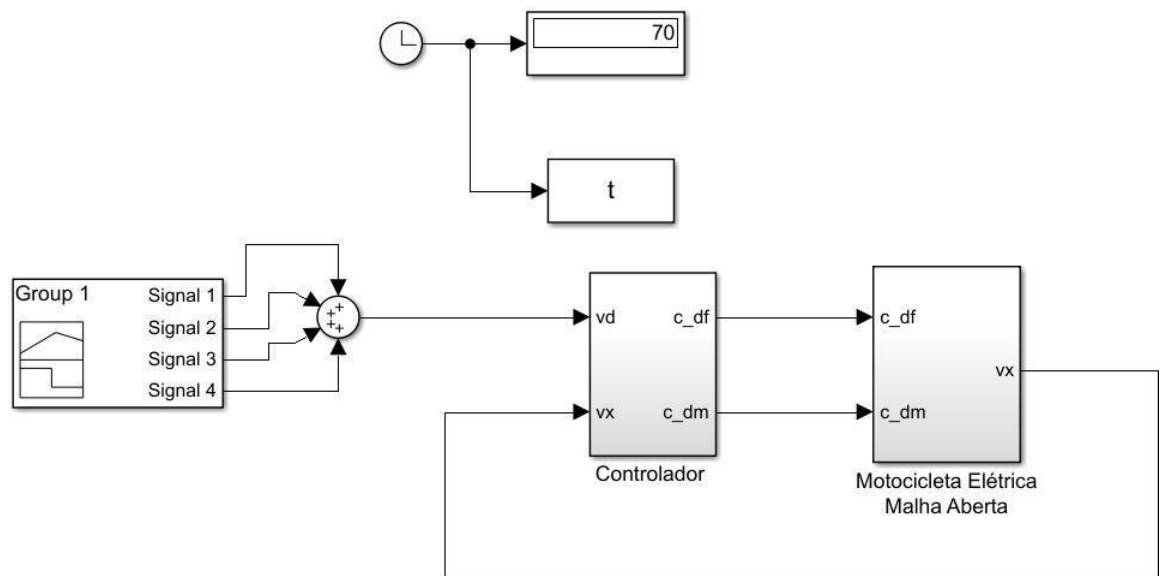 70
t
Group 1
Signal 1
Signal 2
Signal 3
Signal 4
+
+
+
+
vd
c_df
vx
c_dm
Controlador
c_df
vx
c_dm
Motocicleta Elétrica
Malha Aberta